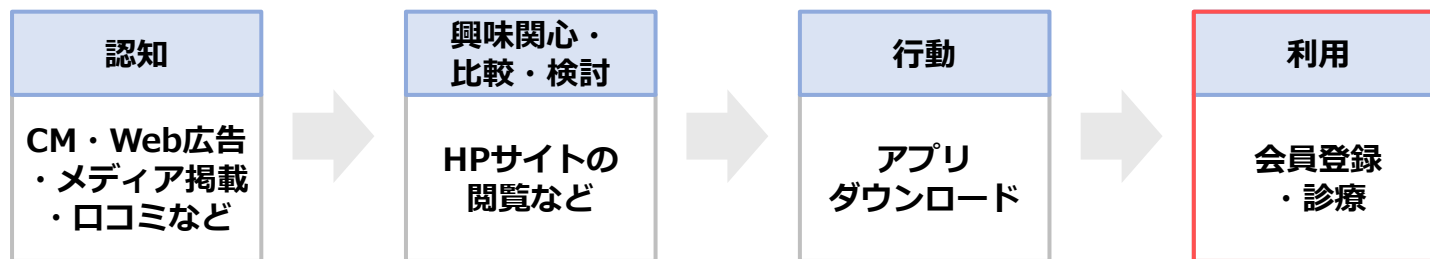 認知
CM・Web広告
・メディア掲載
・口コミなど
興味関心・
比較・検討
HPサイトの
閲覧など
行動
アプリ
ダウンロード
利用
会員登録
・診療